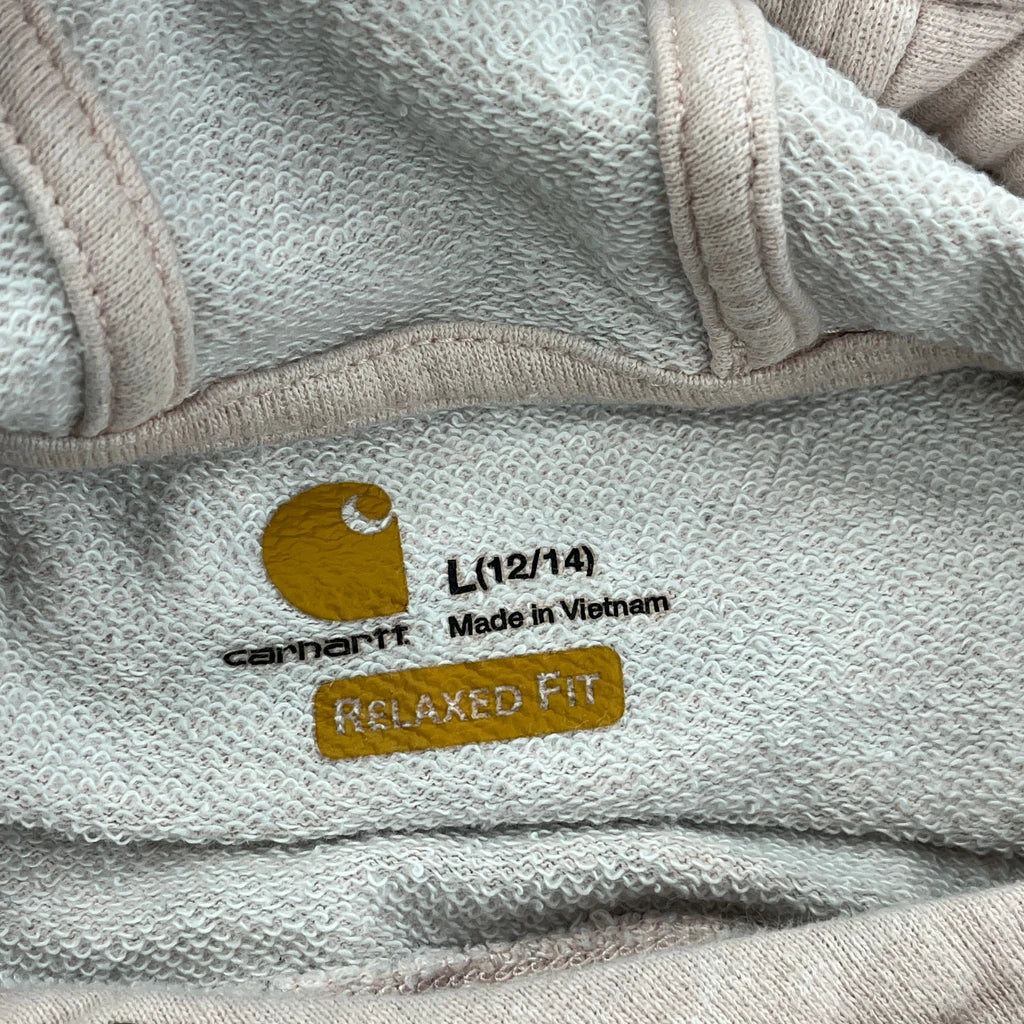 L(12/14)
Made in Vietnam
carhartt
RELAXED FIT